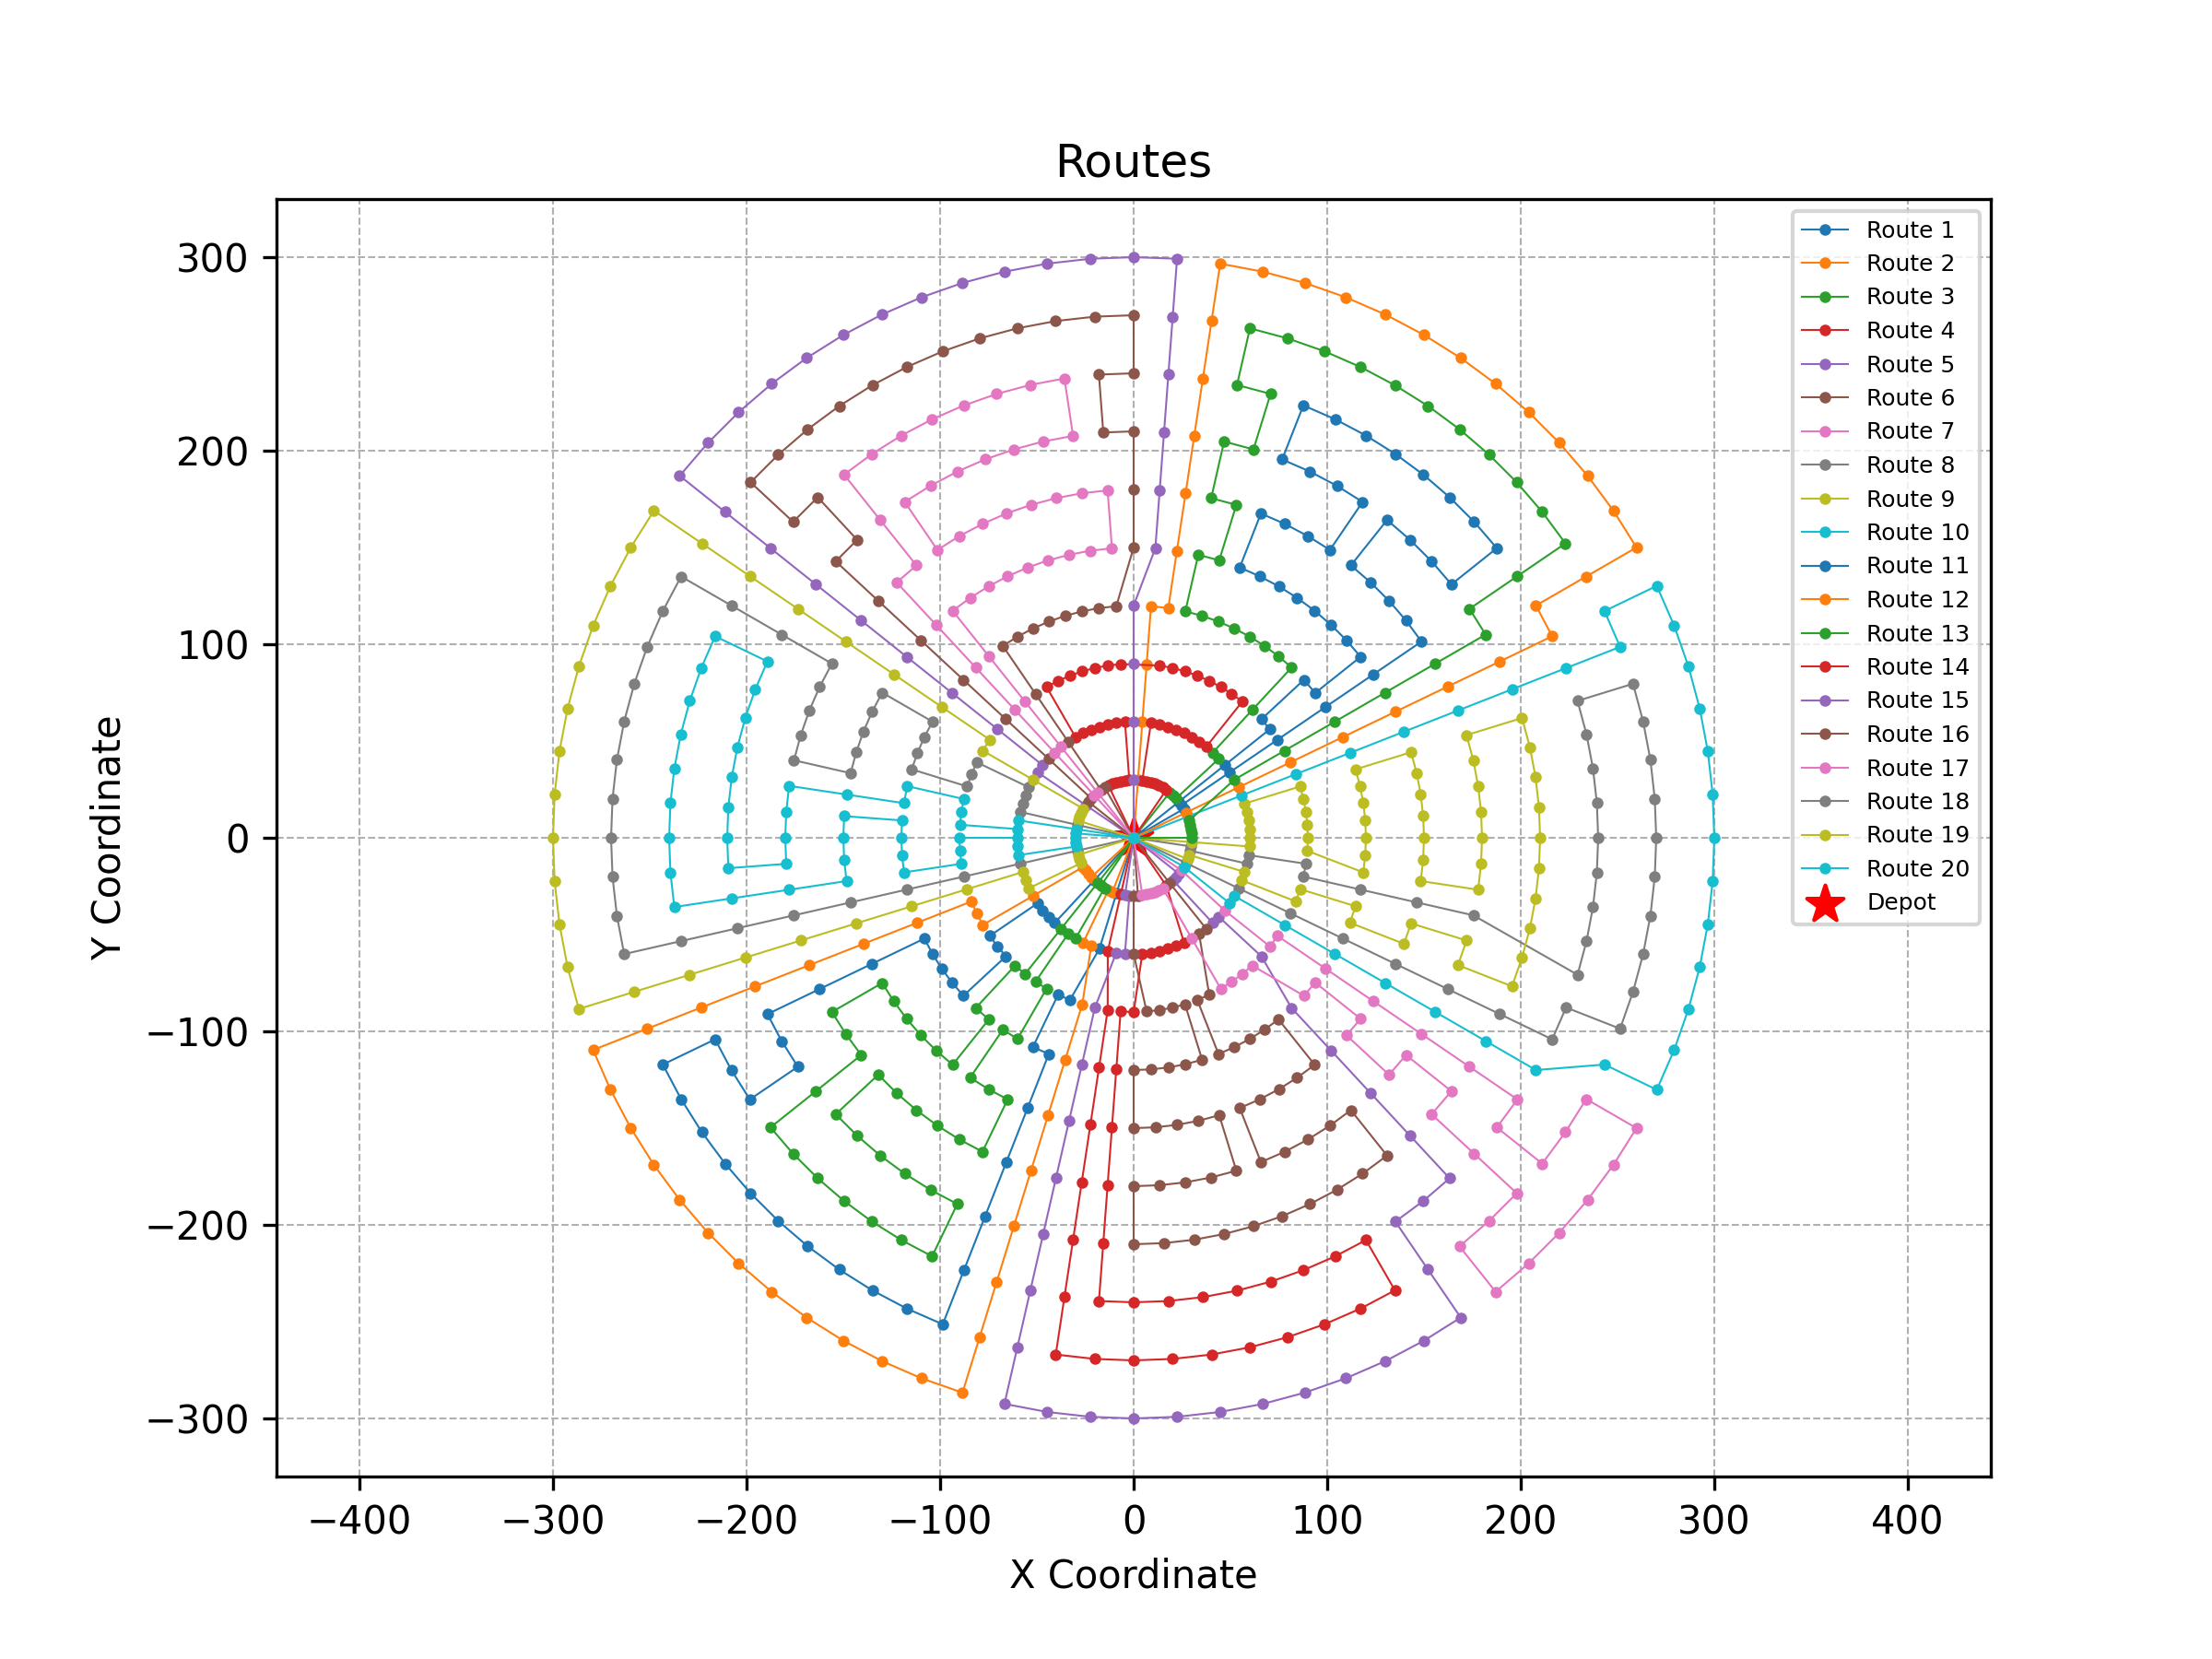 Routes
Y Coordinate
300
200
100
0
−100
−200
−300
−400
−300
−200
−100
0
100
200
300
400
X Coordinate
Route 1
Route 2
Route 3
Route 4
Route 5
Route 6
Route 7
Route 8
Route 9
Route 10
Route 11
Route 12
Route 13
Route 14
Route 15
Route 16
Route 17
Route 18
Route 19
Route 20
Depot